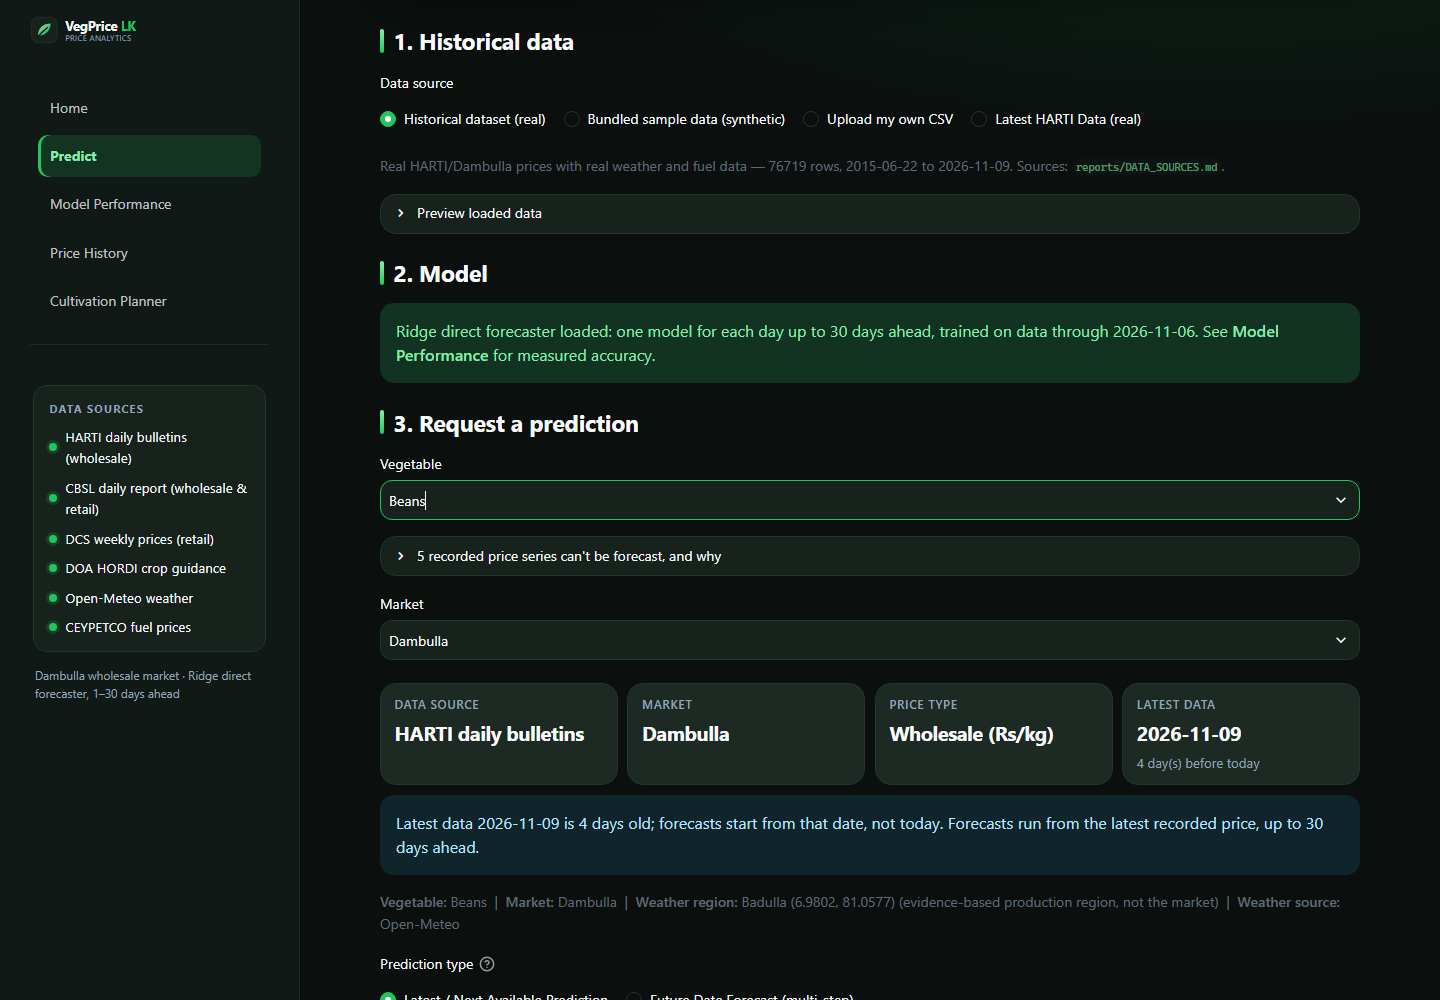 VegPrice LK
PRICE ANALYTICS
Home
Predict
Model Performance
Price History
Cultivation Planner
DATA SOURCES
HARTI daily bulletins
(wholesale)
CBSL daily report (wholesale &
retail)
DCS weekly prices (retail)
DOA HORDI crop guidance
Open-Meteo weather
CEYPETCO fuel prices
Dambulla wholesale market · Ridge direct
forecaster, 1–30 days ahead
1. Historical data
Data source
Historical dataset (real)
Bundled sample data (synthetic)
Upload my own CSV
Latest HARTI Data (real)
Real HARTI/Dambulla prices with real weather and fuel data — 76719 rows, 2015-06-22 to 2026-11-09. Sources: reports/DATA_SOURCES.md.
Preview loaded data
2. Model
Ridge direct forecaster loaded: one model for each day up to 30 days ahead, trained on data through 2026-11-06. See Model
Performance for measured accuracy.
3. Request a prediction
Vegetable
Beans
5 recorded price series can't be forecast, and why
Market
Dambulla
DATA SOURCE
HARTI daily bulletins
MARKET
Dambulla
PRICE TYPE
Wholesale (Rs/kg)
LATEST DATA
2026-11-09
4 day(s) before today
Latest data 2026-11-09 is 4 days old; forecasts start from that date, not today. Forecasts run from the latest recorded price, up to 30
days ahead.
Vegetable: Beans | Market: Dambulla | Weather region: Badulla (6.9802, 81.0577) (evidence-based production region, not the market) | Weather source:
Open-Meteo
Prediction type ?
Latest / Next Available Prediction
Future Date Forecast (multi-step)